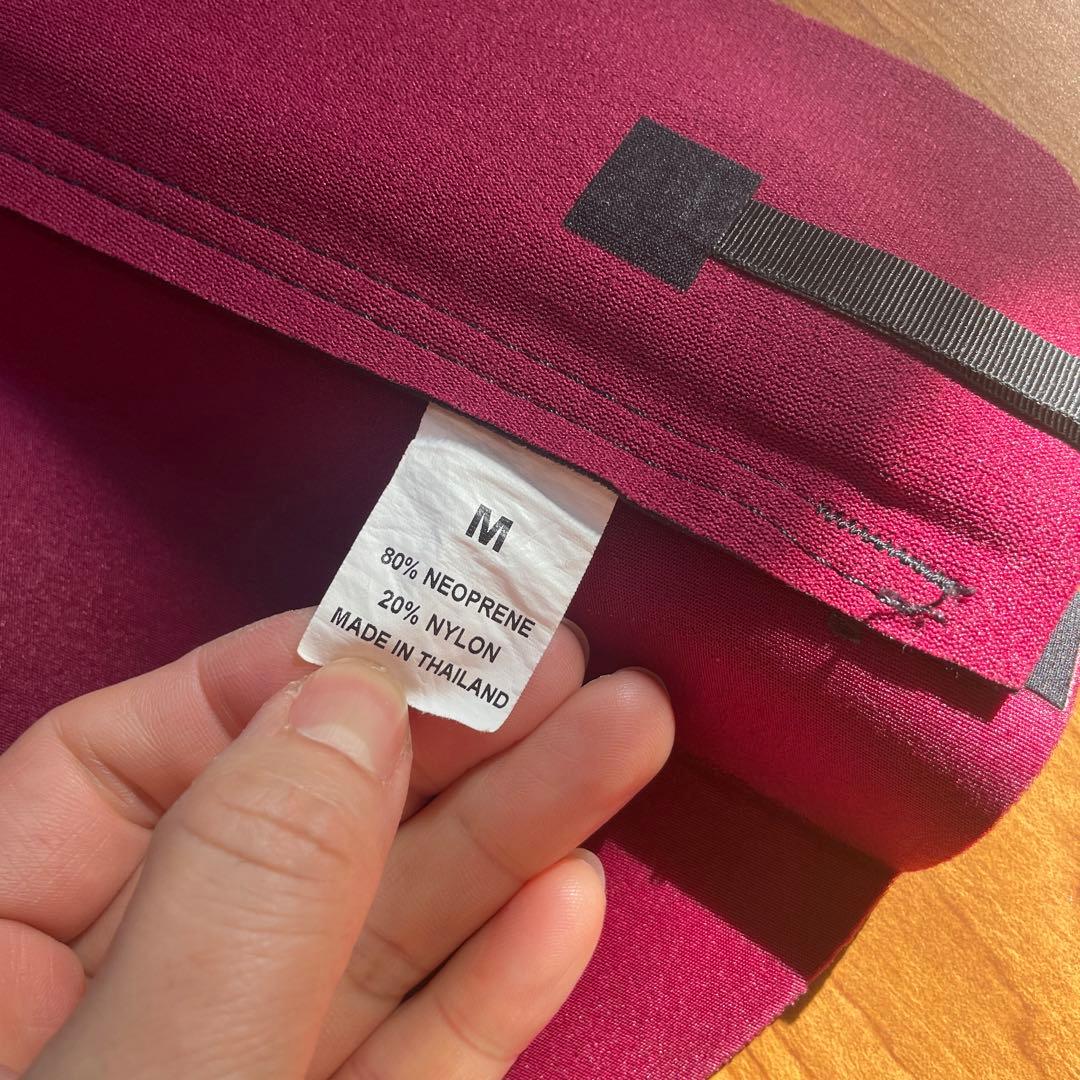 M
80% NEOPRENE
20% NYLON
MADE IN THAILAND